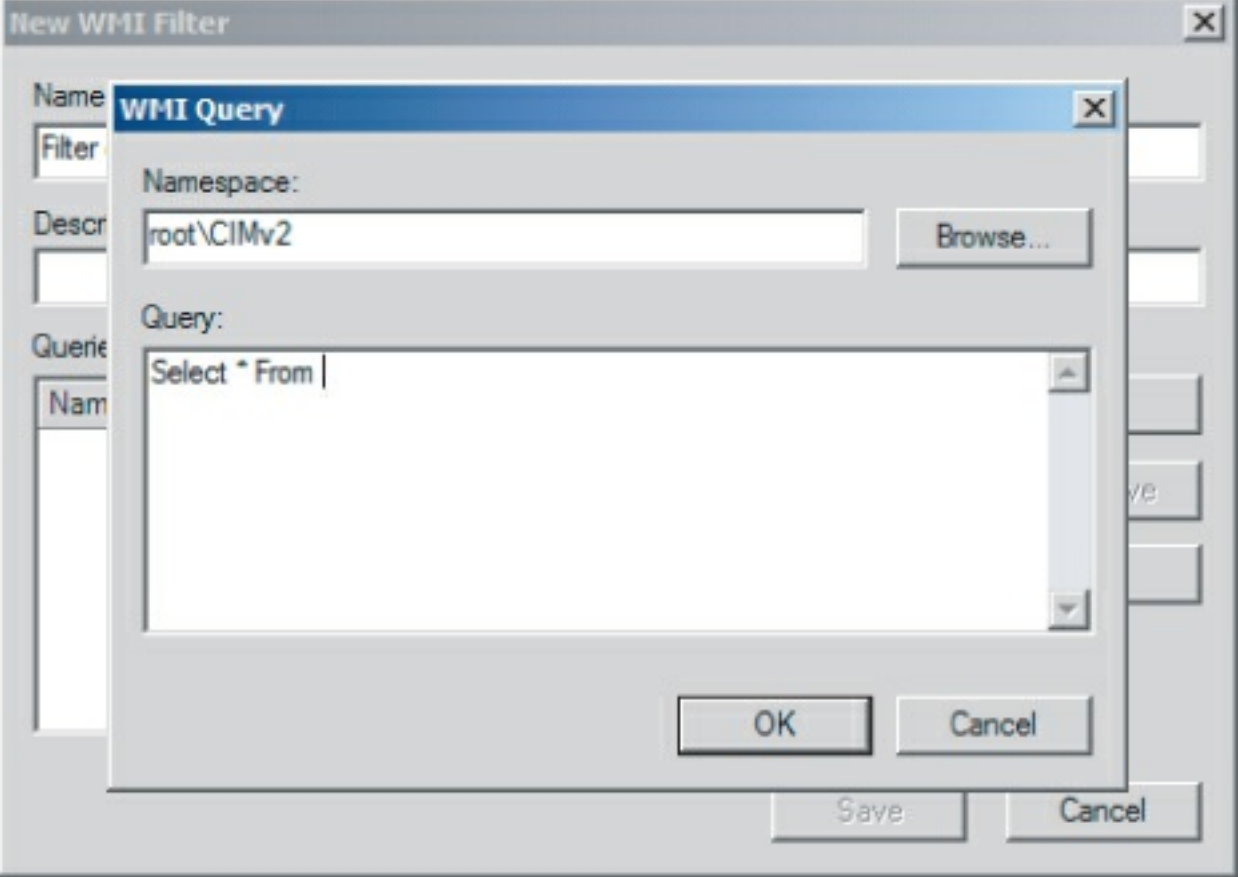 New WMI Filter
Name
Filter
WMI Query
Namespace:
root\CIMv2
Browse...
Descr
Query:
Querie
Select * From
Nam
ve
OK
Cancel
Save
Cancel